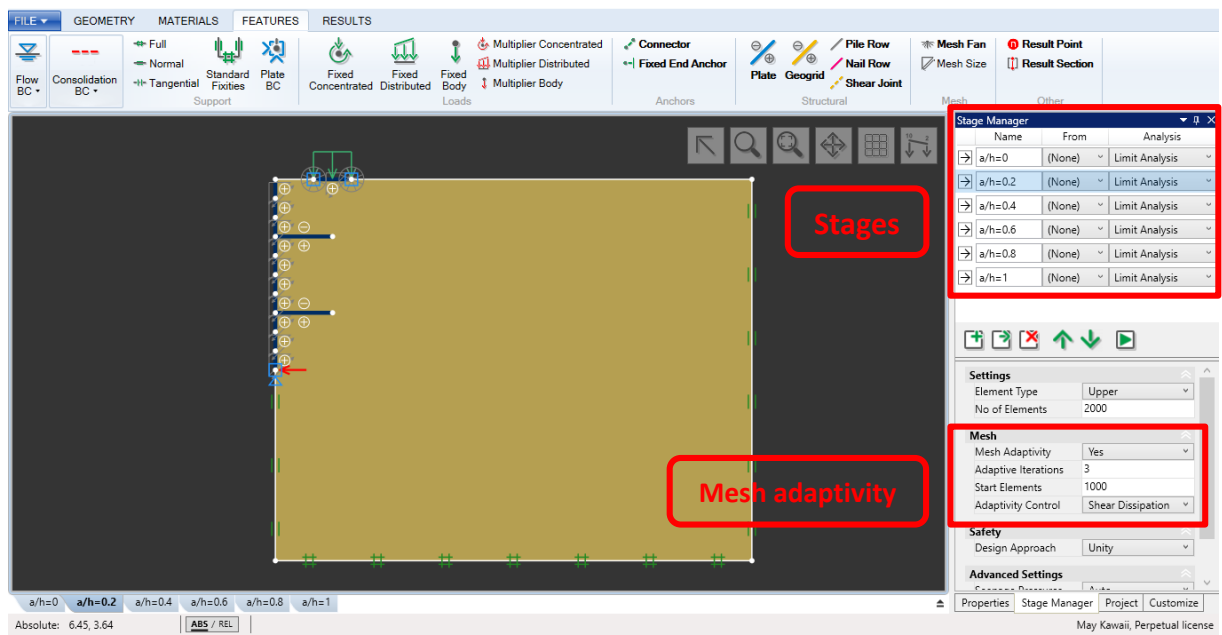 FILE GEOMETRY MATERIALS FEATURES RESULTS
Flow BC
Consolidation BC
Full
Normal
Tangential
Standard Fixities
Plate BC
Support
Fixed Concentrated
Fixed Distributed
Fixed Body
Multiplier Concentrated
Multiplier Distributed
Multiplier Body
Loads
Connector
Fixed End Anchor
Anchors
Plate
Geogrid
Pile Row
Nail Row
Shear Joint
Structural
Mesh Fan
Mesh Size
Mesh
Result Point
Result Section
Other
Stages
Mesh adaptivity
Stage Manager
Name From Analysis
a/h=0 (None) Limit Analysis
a/h=0.2 (None) Limit Analysis
a/h=0.4 (None) Limit Analysis
a/h=0.6 (None) Limit Analysis
a/h=0.8 (None) Limit Analysis
a/h=1 (None) Limit Analysis
Settings
Element Type Upper
No of Elements 2000
Mesh
Mesh Adaptivity Yes
Adaptive Iterations 3
Start Elements 1000
Adaptivity Control Shear Dissipation
Safety
Design Approach Unity
Advanced Settings
a/h=0 a/h=0.2 a/h=0.4 a/h=0.6 a/h=0.8 a/h=1
Properties Stage Manager Project Customize
Absolute: 6.45, 3.64 ABS / REL
May Kawaii, Perpetual license